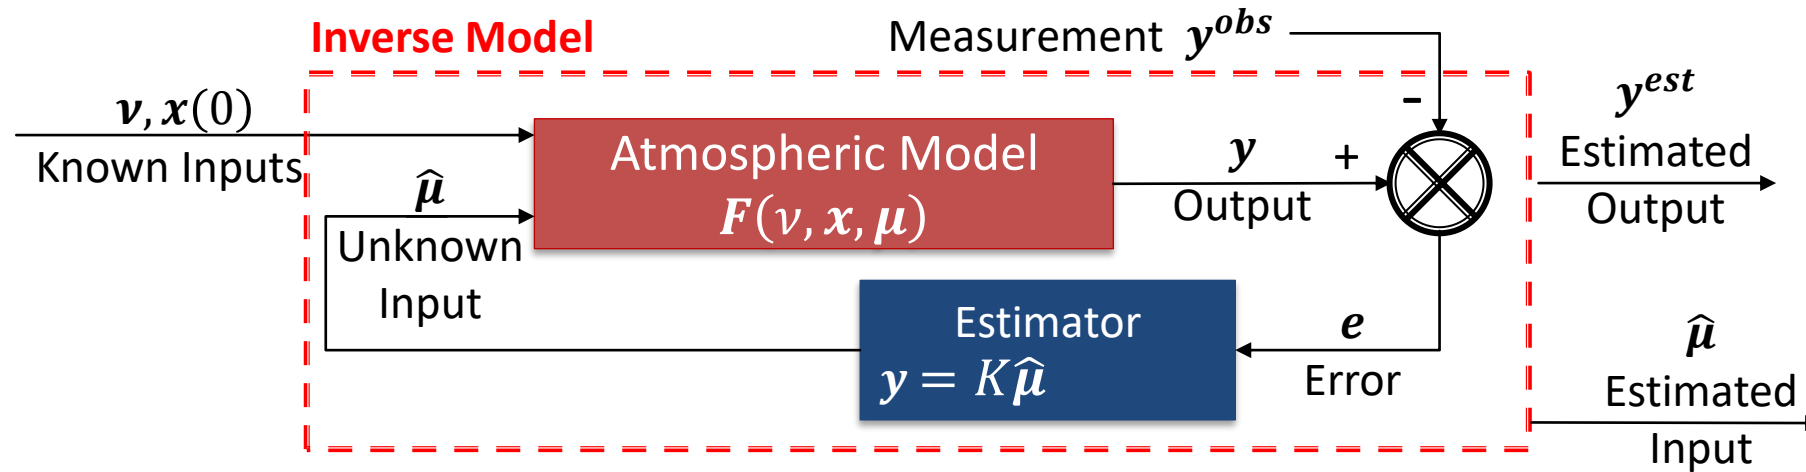 Inverse Model
Measurement y^{obs}
ν, x(0)
Known Inputs
μ̂
Unknown
Input
Atmospheric Model
F(ν, x, μ)
y
Output
+
-
y^{est}
Estimated
Output
Estimator
y = Kμ̂
e
Error
μ̂
Estimated
Input